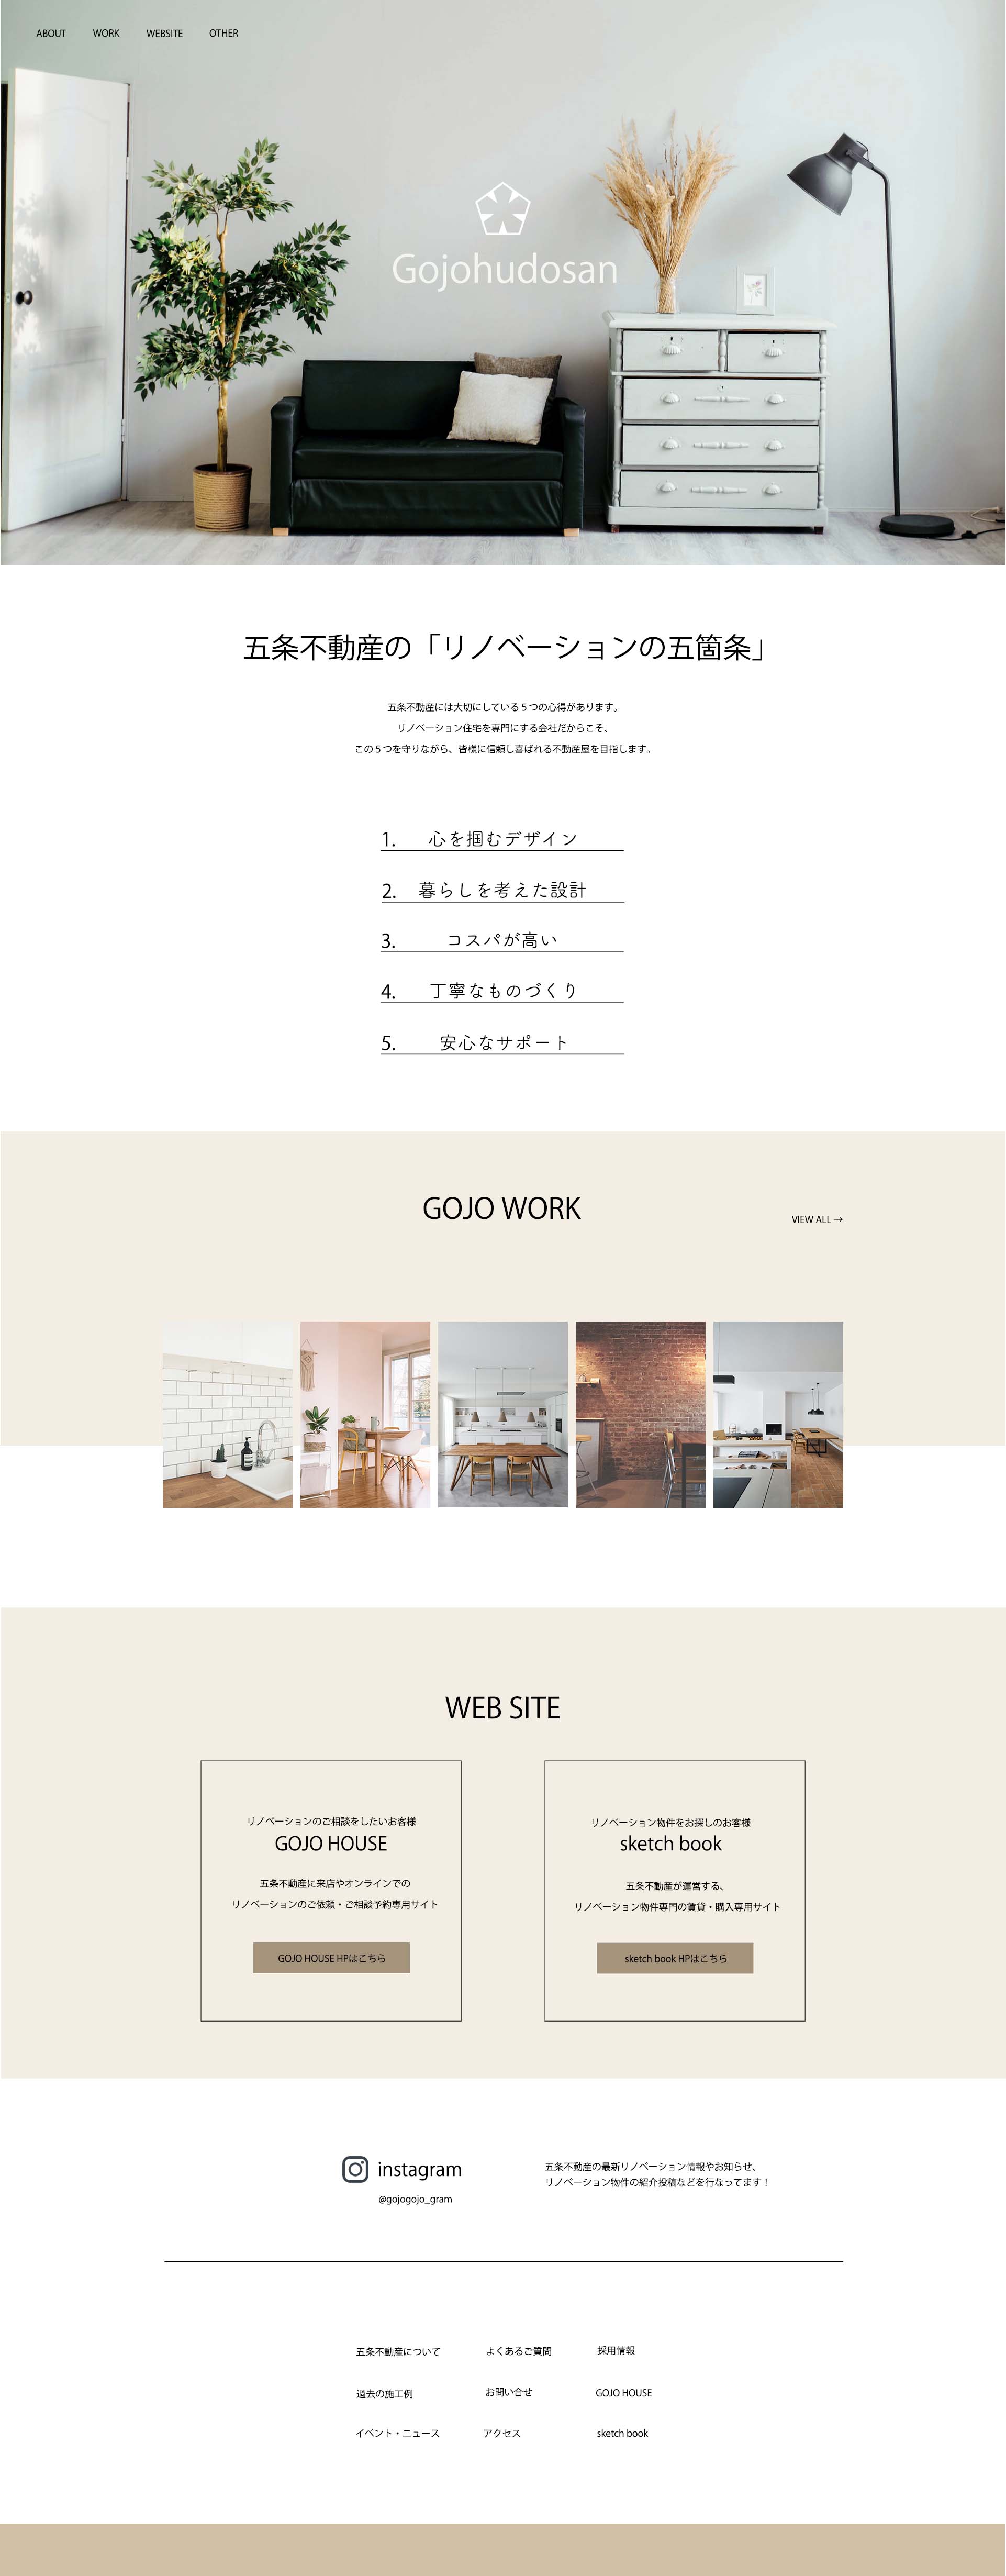 ABOUT
WORK
WEBSITE
OTHER
Gojohudosan
五条不動産の「リノベーションの五箇条」
五条不動産には大切にしている５つの心得があります。
リノベーション住宅を専門にする会社だからこそ、
この５つを守りながら、皆様に信頼し喜ばれる不動産屋を目指します。
1. 心を掴むデザイン
2. 暮らしを考えた設計
3. コスパが高い
4. 丁寧なものづくり
5. 安心なサポート
GOJO WORK
VIEW ALL →
WEB SITE
リノベーションのご相談をしたいお客様
GOJO HOUSE
五条不動産に来店やオンラインでの
リノベーションのご依頼・ご相談予約専用サイト
GOJO HOUSE HPはこちら
リノベーション物件をお探しのお客様
sketch book
五条不動産が運営する、
リノベーション物件専門の賃貸・購入専用サイト
sketch book HPはこちら
instagram
@gojogojo_gram
五条不動産の最新リノベーション情報やお知らせ、
リノベーション物件の紹介投稿などを行なってます！
五条不動産について
よくあるご質問
採用情報
過去の施工例
お問い合せ
GOJO HOUSE
イベント・ニュース
アクセス
sketch book